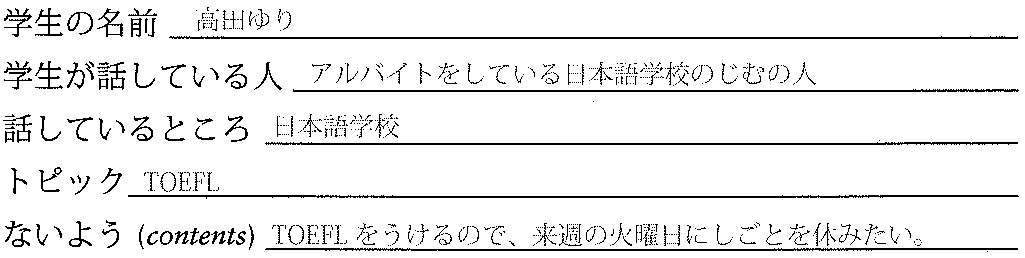 学生の名前 高田ゆり
学生が話している人 アルバイトをしている日本語学校のじむの人
話しているところ 日本語学校
トピック TOEFL
ないよう (contents) TOEFLをうけるので、来週の火曜日にしごとを休みたい。